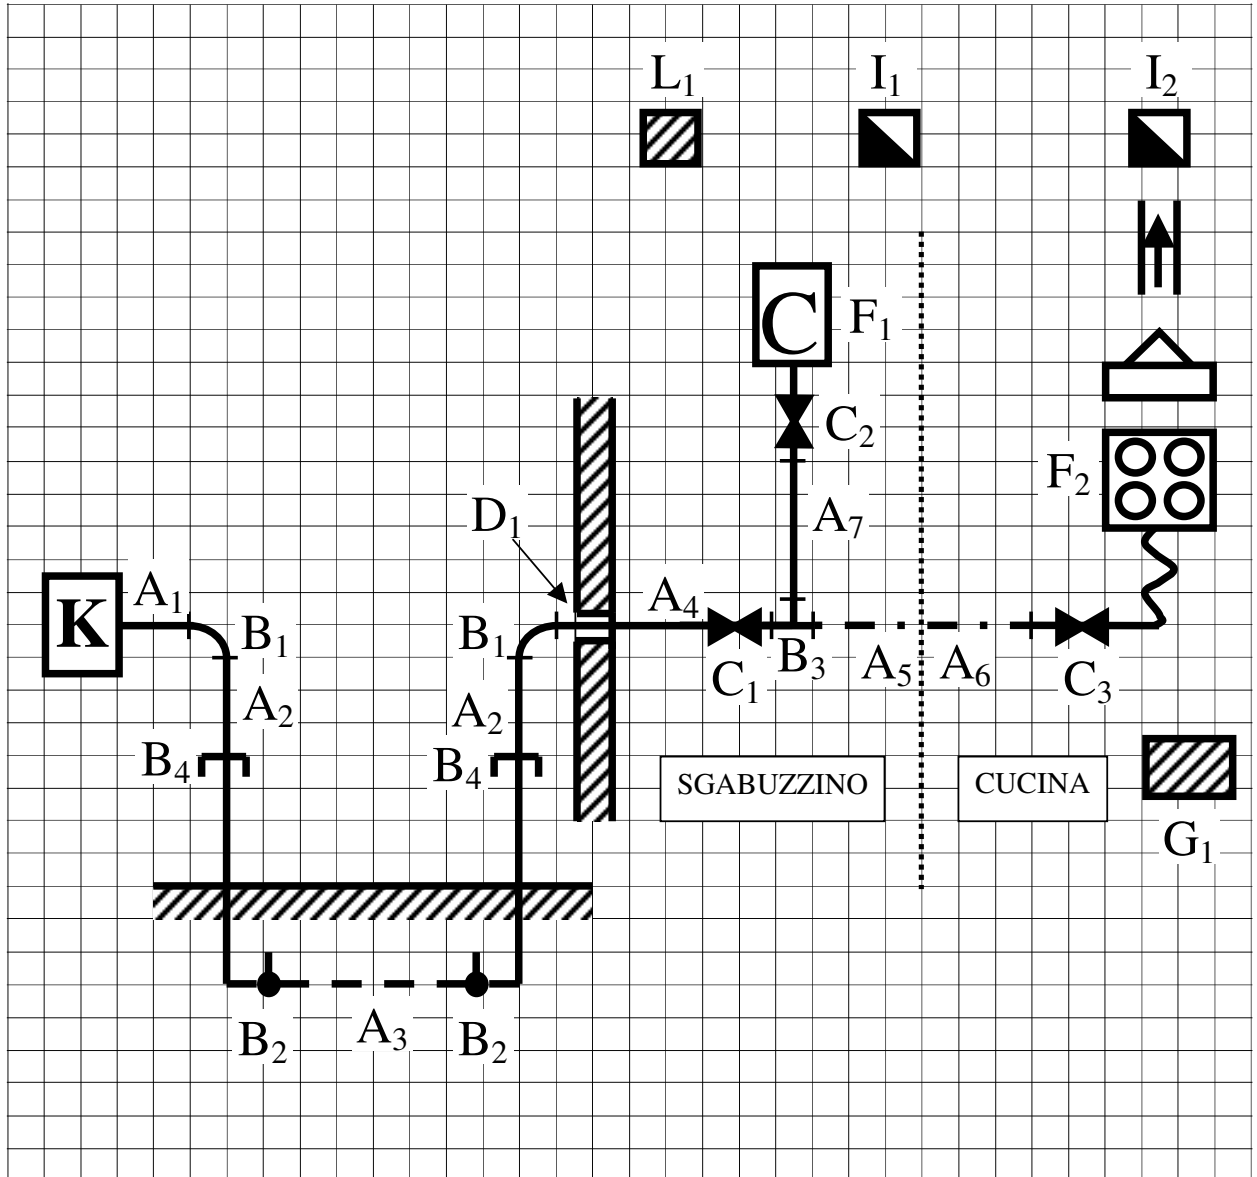 L₁ I₁ I₂
C F₁
C₂
F₂
D₁ A₇
K A₁ B₁ B₁ A₄
C₁ B₃ A₅ A₆ C₃
A₂ A₂
B₄ B₄ SGABUZZINO CUCINA
G₁
B₂ A₃ B₂